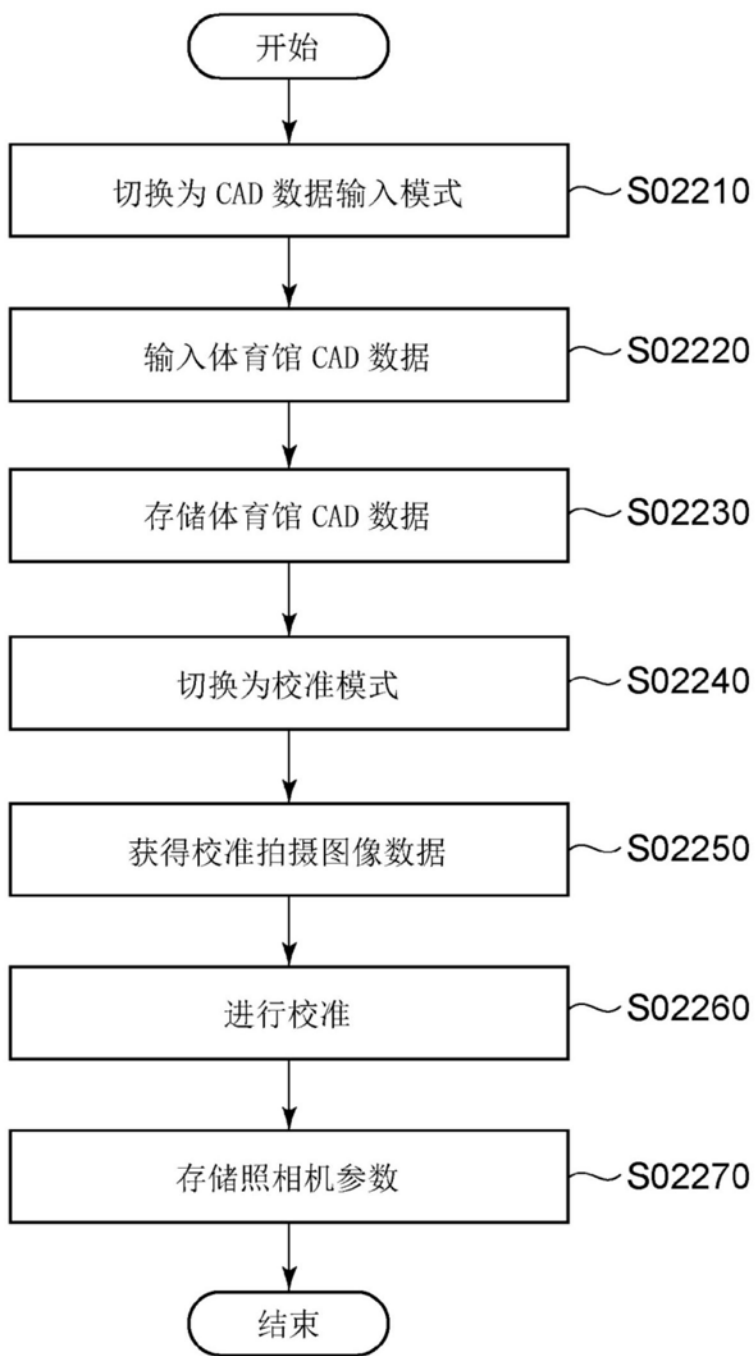 开始
切换为 CAD 数据输入模式
S02210
输入体育馆 CAD 数据
S02220
存储体育馆 CAD 数据
S02230
切换为校准模式
S02240
获得校准拍摄图像数据
S02250
进行校准
S02260
存储照相机参数
S02270
结束